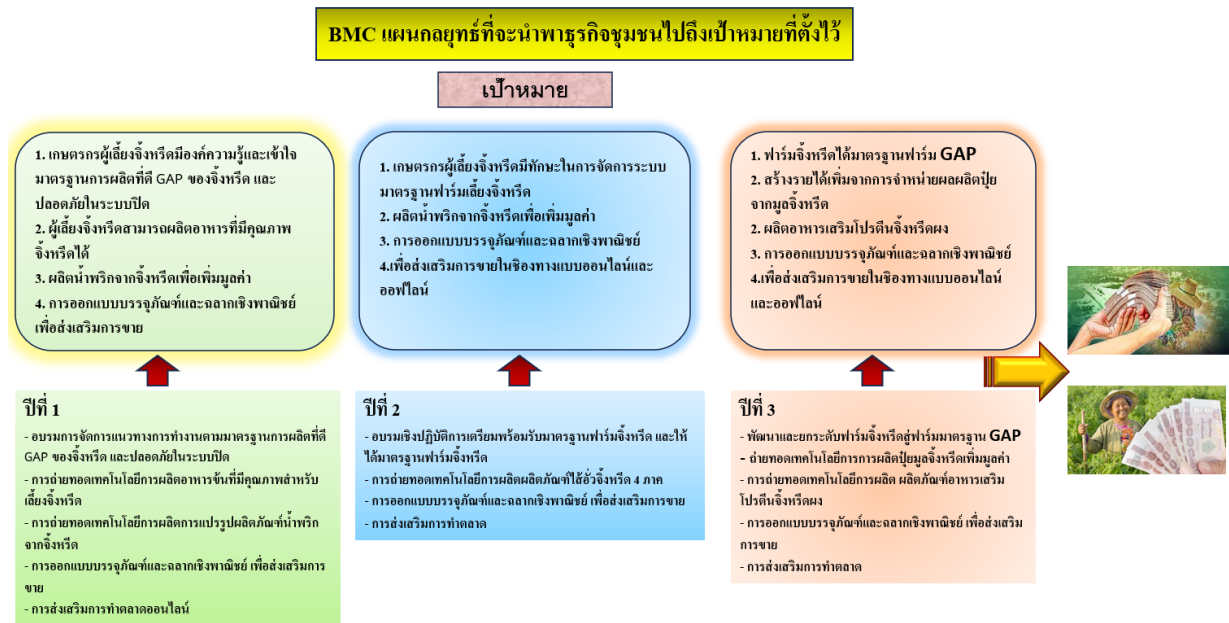 BMC แผนกลยุทธ์ที่จะนำพาธุรกิจชุมชนไปถึงเป้าหมายที่ตั้งไว้
เป้าหมาย
1. เกษตรกรผู้เลี้ยงจิ้งหรีดมีองค์ความรู้และเข้าใจ
มาตรฐานการผลิตที่ดี GAP ของจิ้งหรีด และ
ปลอดภัยในระบบปิด
2. ผู้เลี้ยงจิ้งหรีดสามารถผลิตอาหารที่มีคุณภาพ
จิ้งหรีดได้
3. ผลิตน้ำพริกจากจิ้งหรีดเพื่อเพิ่มมูลค่า
4. การออกแบบบรรจุภัณฑ์และฉลากเชิงพาณิชย์
เพื่อส่งเสริมการขาย
1. เกษตรกรผู้เลี้ยงจิ้งหรีดมีทักษะในการจัดการระบบ
มาตรฐานฟาร์มเลี้ยงจิ้งหรีด
2. ผลิตน้ำพริกจากจิ้งหรีดเพื่อเพิ่มมูลค่า
3. การออกแบบบรรจุภัณฑ์และฉลากเชิงพาณิชย์
4.เพื่อส่งเสริมการขายในช่องทางแบบออนไลน์และ
ออฟไลน์
1. ฟาร์มจิ้งหรีดได้มาตรฐานฟาร์ม GAP
2. สร้างรายได้เพิ่มจากการจำหน่ายผลผลิตปุ๋ย
จากมูลจิ้งหรีด
2. ผลิตอาหารเสริมโปรตีนจิ้งหรีดผง
3. การออกแบบบรรจุภัณฑ์และฉลากเชิงพาณิชย์
4.เพื่อส่งเสริมการขายในช่องทางแบบออนไลน์
และออฟไลน์
ปีที่ 1
- อบรมการจัดการแนวทางการทำงานตามมาตรฐานการผลิตที่ดี
GAP ของจิ้งหรีด และปลอดภัยในระบบปิด
- การถ่ายทอดเทคโนโลยีการผลิตอาหารข้นที่มีคุณภาพสำหรับ
เลี้ยงจิ้งหรีด
- การถ่ายทอดเทคโนโลยีการผลิตการแปรรูปผลิตภัณฑ์น้ำพริก
จากจิ้งหรีด
- การออกแบบบรรจุภัณฑ์และฉลากเชิงพาณิชย์ เพื่อส่งเสริมการ
ขาย
- การส่งเสริมการทำตลาดออนไลน์
ปีที่ 2
- อบรมเชิงปฏิบัติการเตรียมพร้อมรับมาตรฐานฟาร์มจิ้งหรีด และให้
ได้มาตรฐานฟาร์มจิ้งหรีด
- การถ่ายทอดเทคโนโลยีการผลิตผลิตภัณฑ์ไส้อั่วจิ้งหรีด 4 ภาค
- การออกแบบบรรจุภัณฑ์และฉลากเชิงพาณิชย์ เพื่อส่งเสริมการขาย
- การส่งเสริมการทำตลาด
ปีที่ 3
- พัฒนาและยกระดับฟาร์มจิ้งหรีดสู่ฟาร์มมาตรฐาน GAP
- ถ่ายทอดเทคโนโลยีการการผลิตปุ๋ยมูลจิ้งหรีดเพิ่มมูลค่า
- การถ่ายทอดเทคโนโลยีการผลิต ผลิตภัณฑ์อาหารเสริม
โปรตีนจิ้งหรีดผง
- การออกแบบบรรจุภัณฑ์และฉลากเชิงพาณิชย์ เพื่อส่งเสริม
การขาย
- การส่งเสริมการทำตลาด